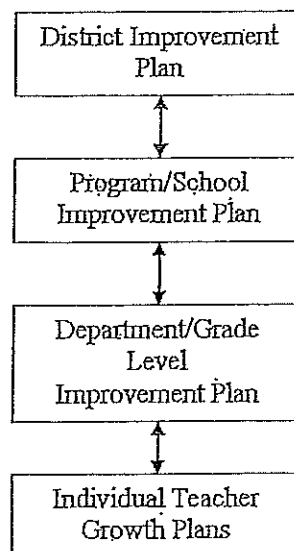 District Improvement
Plan
Program/School
Improvement Plan
Department/Grade
Level
Improvement Plan
Individual Teacher
Growth Plans